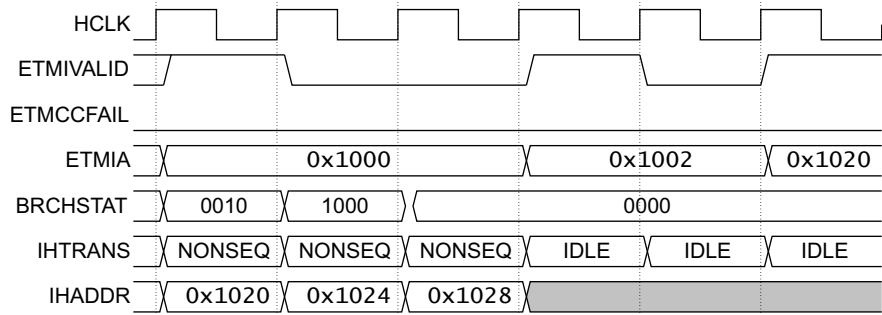 HCLK
ETMIVALID
ETMCCFAIL
ETMIA 0x1000 0x1002 0x1020
BRCHSTAT 0010 1000 0000
IHTRANS NONSEQ NONSEQ NONSEQ IDLE IDLE IDLE
IHADDR 0x1020 0x1024 0x1028